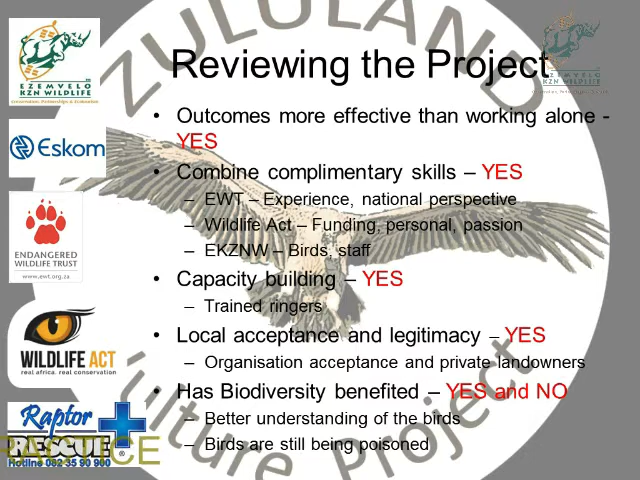 ZULULAND
Reviewing the Project
EZEMVELO
KZN WILDLIFE
Conservation, Partnerships & Ecotourism
• Outcomes more effective than working alone -
YES
Eskom
• Combine complimentary skills – YES
– EWT – Experience, national perspective
– Wildlife Act – Funding, personal, passion
– EKZNW – Birds, staff
ENDANGERED
WILDLIFE TRUST
www.ewt.org.za
• Capacity building – YES
– Trained ringers
• Local acceptance and legitimacy – YES
– Organisation acceptance and private landowners
WILDLIFE ACT
real africa. real conservation
• Has Biodiversity benefited – YES and NO
– Better understanding of the birds
– Birds are still being poisoned
Raptor
RESCUE
Vulture Project